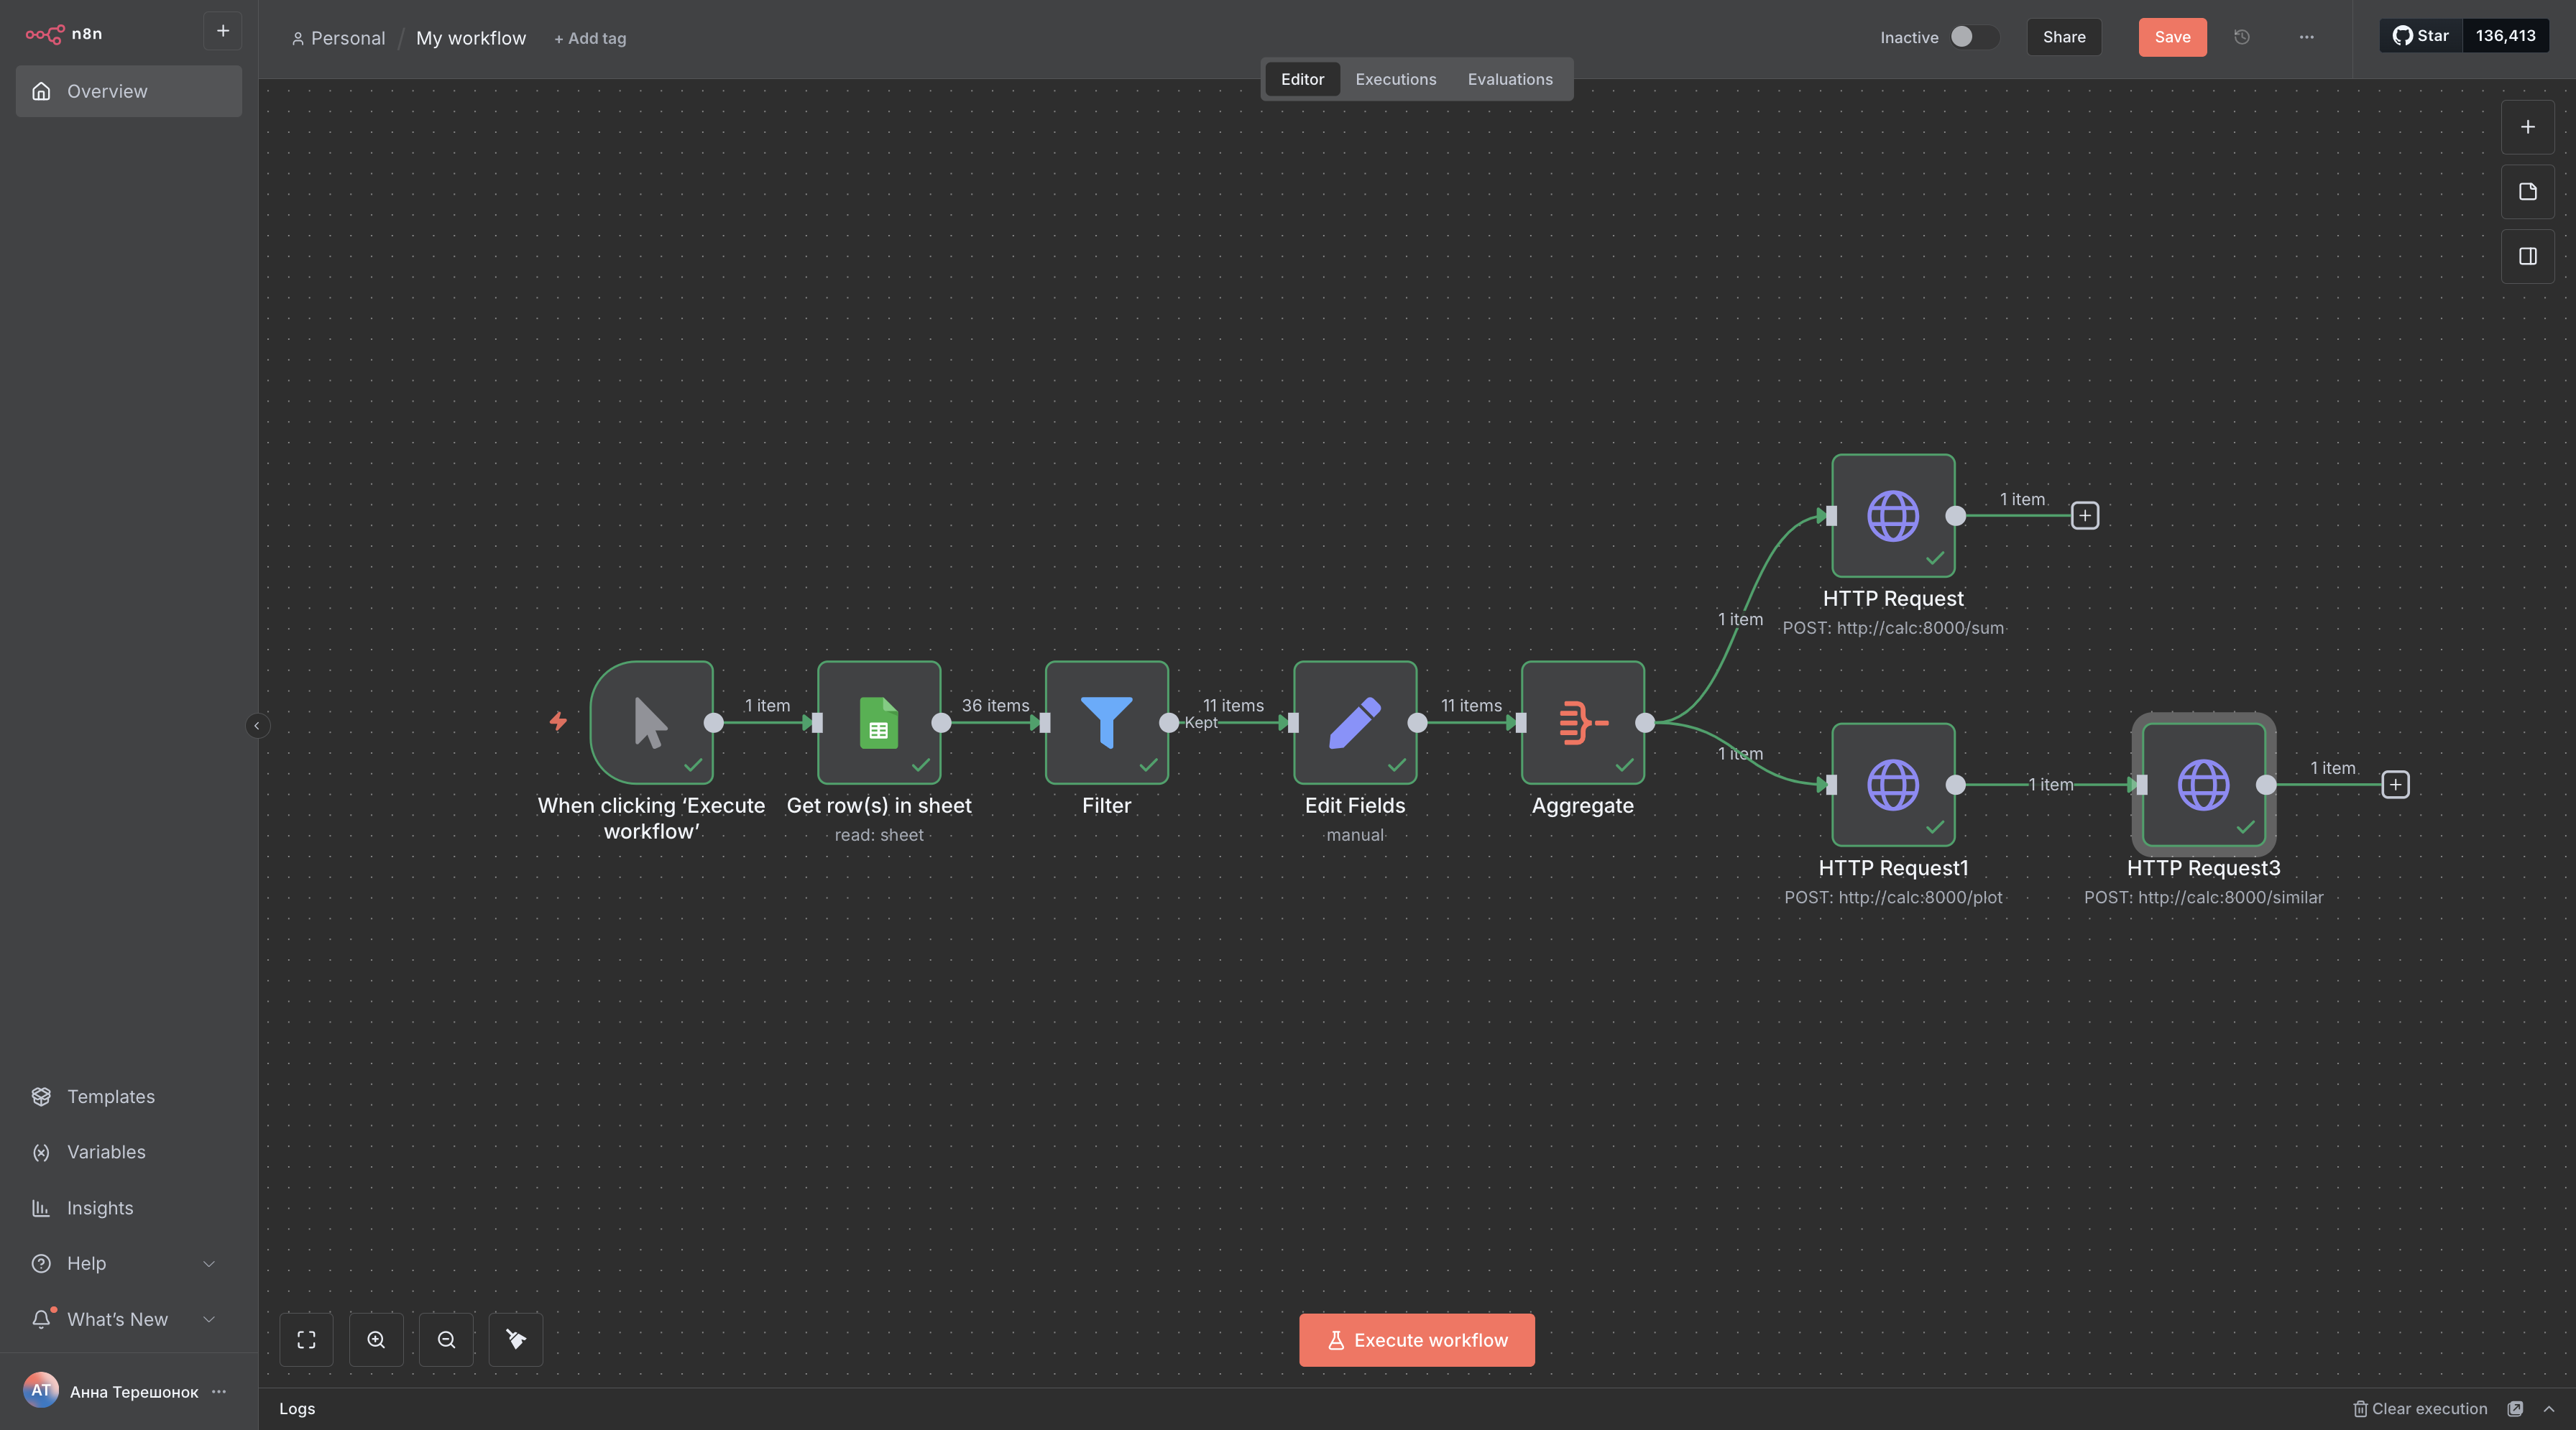 n8n
Personal / My workflow + Add tag
Inactive
Share
Save
Star 136,413
Editor Executions Evaluations
Overview
1 item
HTTP Request
POST: http://calc:8000/sum
1 item
1 item
36 items
11 items
Kept
11 items
1 item
1 item
1 item
When clicking ‘Execute
workflow’
Get row(s) in sheet
read: sheet
Filter
Edit Fields
manual
Aggregate
HTTP Request1
POST: http://calc:8000/plot
HTTP Request3
POST: http://calc:8000/similar
Templates
Variables
Insights
Help
What’s New
Execute workflow
AT Анна Терешонок
Logs
Clear execution